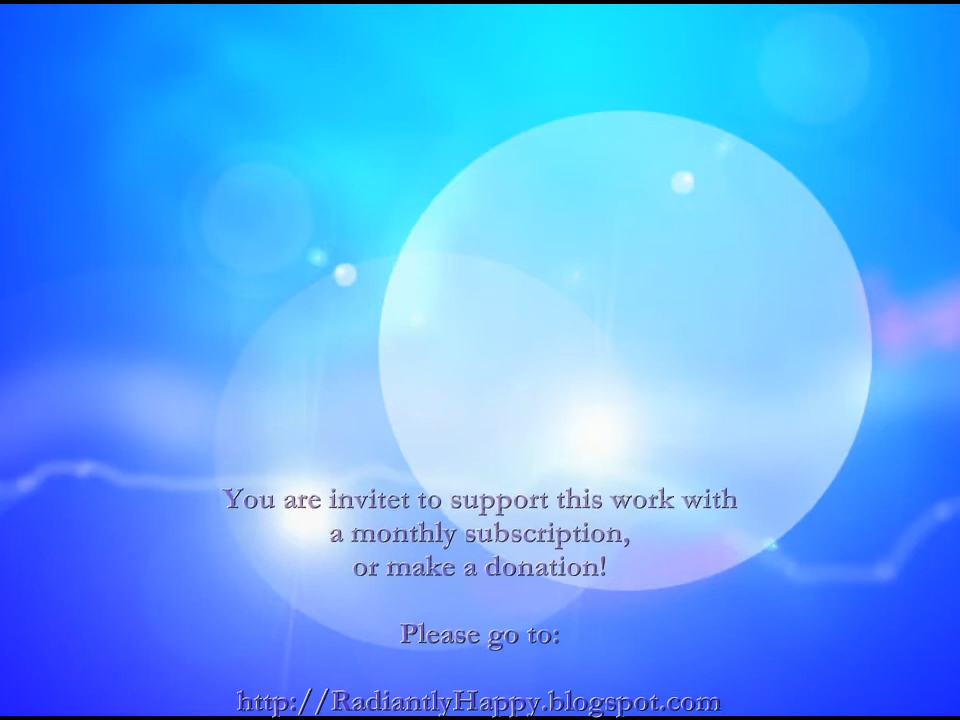 You are invitet to support this work with
a monthly subscription,
or make a donation!
Please go to:
http://RadiantlyHappy.blogspot.com